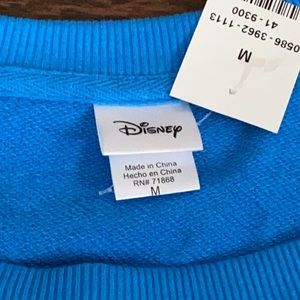 0586-3962-1113
41-9300
M
Disney
Made in China
Hecho en China
RN# 71868
M